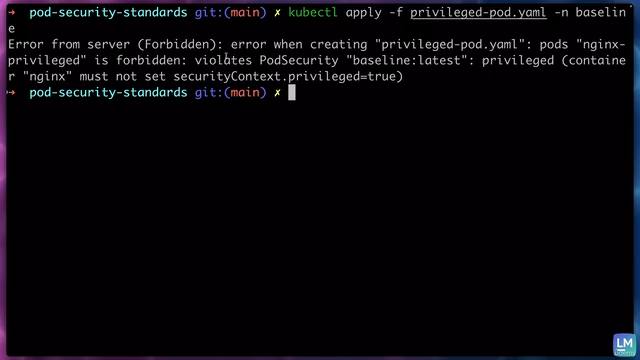 → pod-security-standards git:(main) ✗ kubectl apply -f privileged-pod.yaml -n baselin
e
Error from server (Forbidden): error when creating "privileged-pod.yaml": pods "nginx-
privileged" is forbidden: violates PodSecurity "baseline:latest": privileged (containe
r "nginx" must not set securityContext.privileged=true)
→ pod-security-standards git:(main) ✗
LM